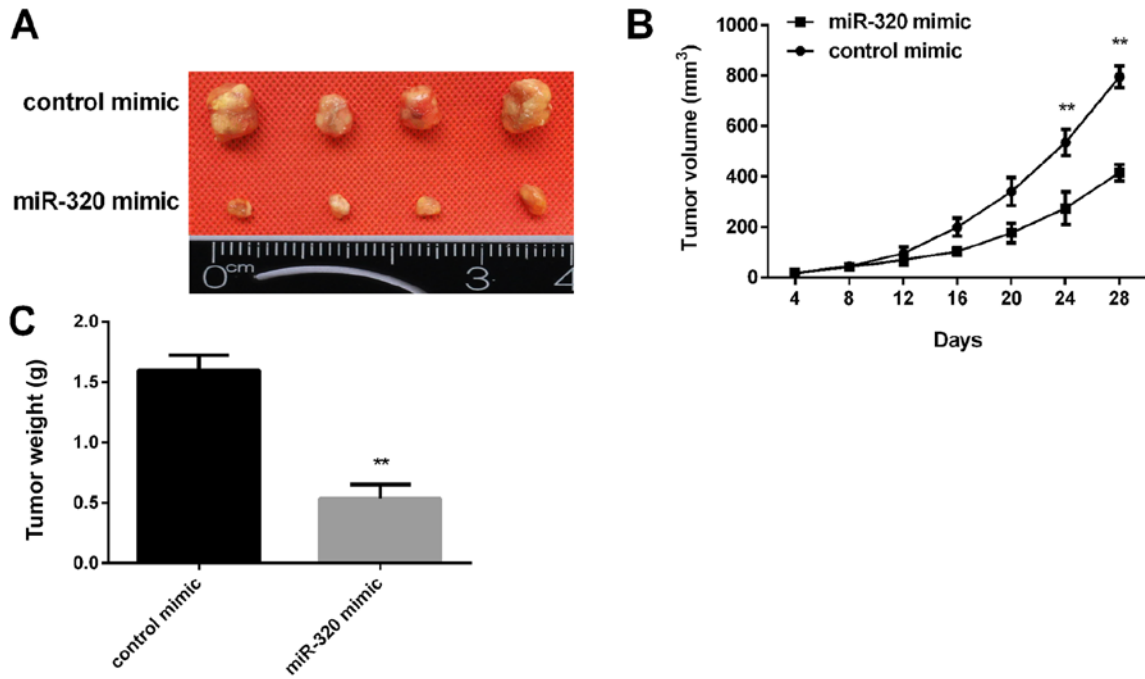 A
control mimic
miR-320 mimic
0 cm 3 4
B
miR-320 mimic
control mimic
Tumor volume (mm³)
1000
800
600
400
200
0
**
**
4 8 12 16 20 24 28
Days
C
Tumor weight (g)
2.0
1.5
1.0
0.5
0.0
**
control mimic
miR-320 mimic